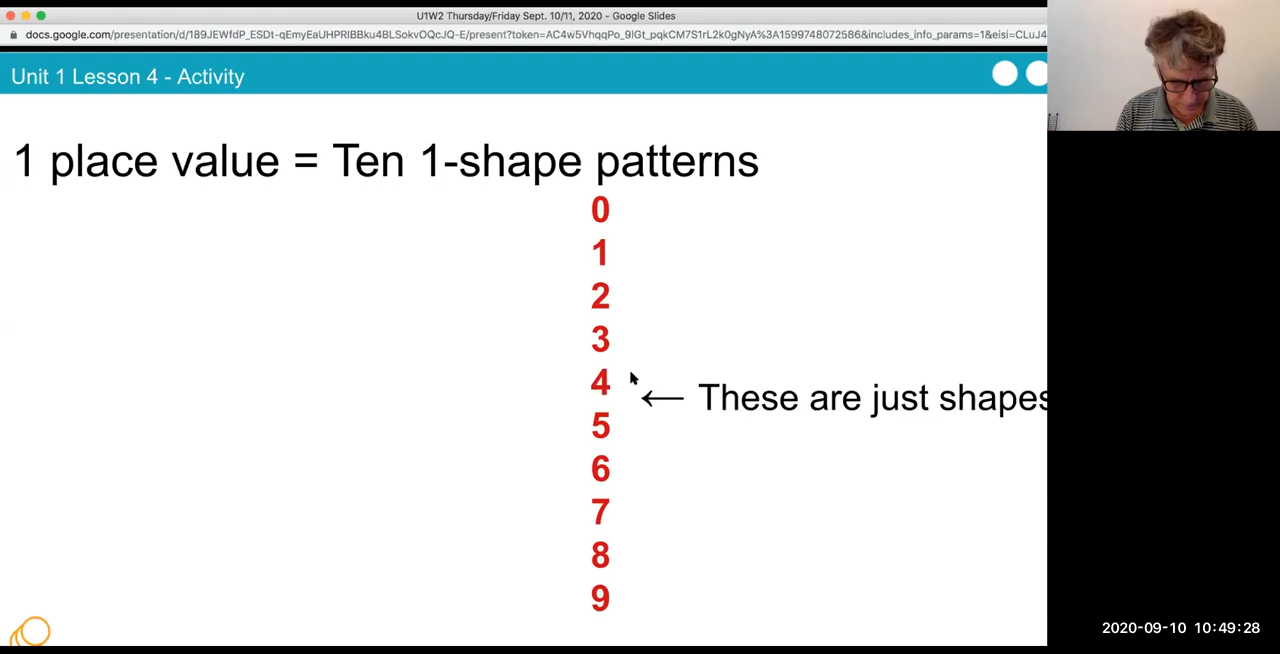 U1W2 Thursday/Friday Sept. 10/11, 2020 - Google Slides
docs.google.com/presentation/d/189JEWfdP_ESDt-qEmyEaUHPRIBBku4BLSokvOQcJQ-E/present?token=AC4w5VhqqPo_9lGt_pqkCM7S1rL2k0gNyA%3A1599748072586&includes_info_params=1&eisi=CLuJ4
Unit 1 Lesson 4 - Activity
1 place value = Ten 1-shape patterns
0
1
2
3
4
← These are just shapes
5
6
7
8
9
2020-09-10 10:49:28